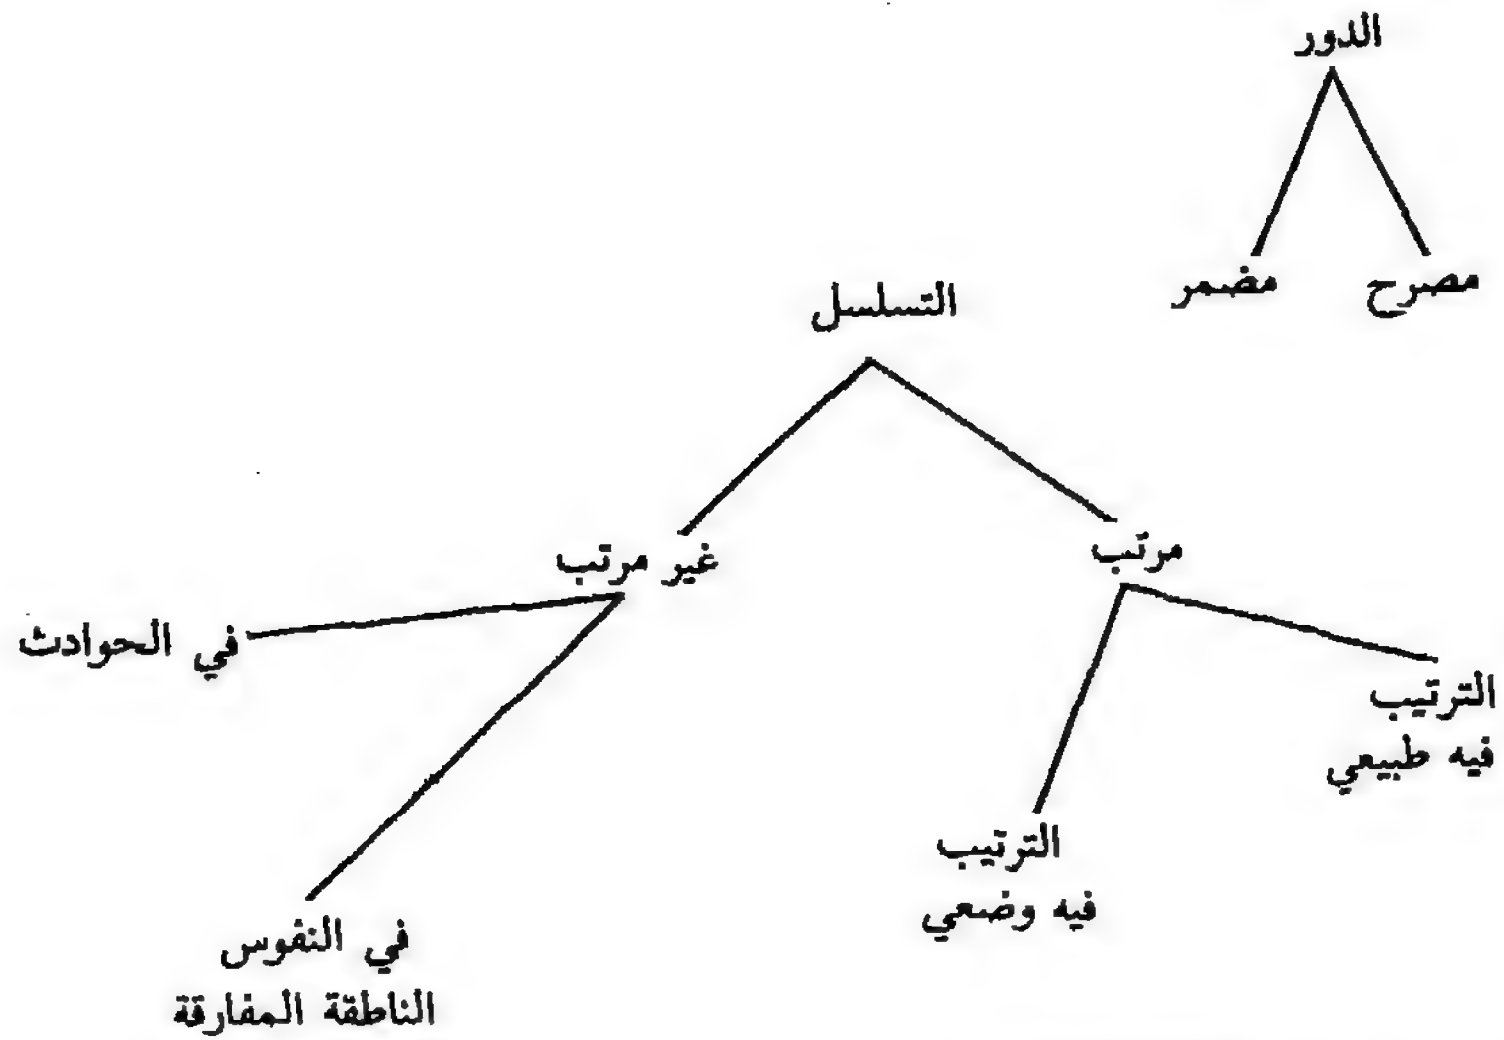 الدور
مصرح
مضمر
التسلسل
مرتب
غير مرتب
الترتيب
فيه طبيعي
الترتيب
فيه وضعي
في الحوادث
في النفوس
الناطقة المفارقة